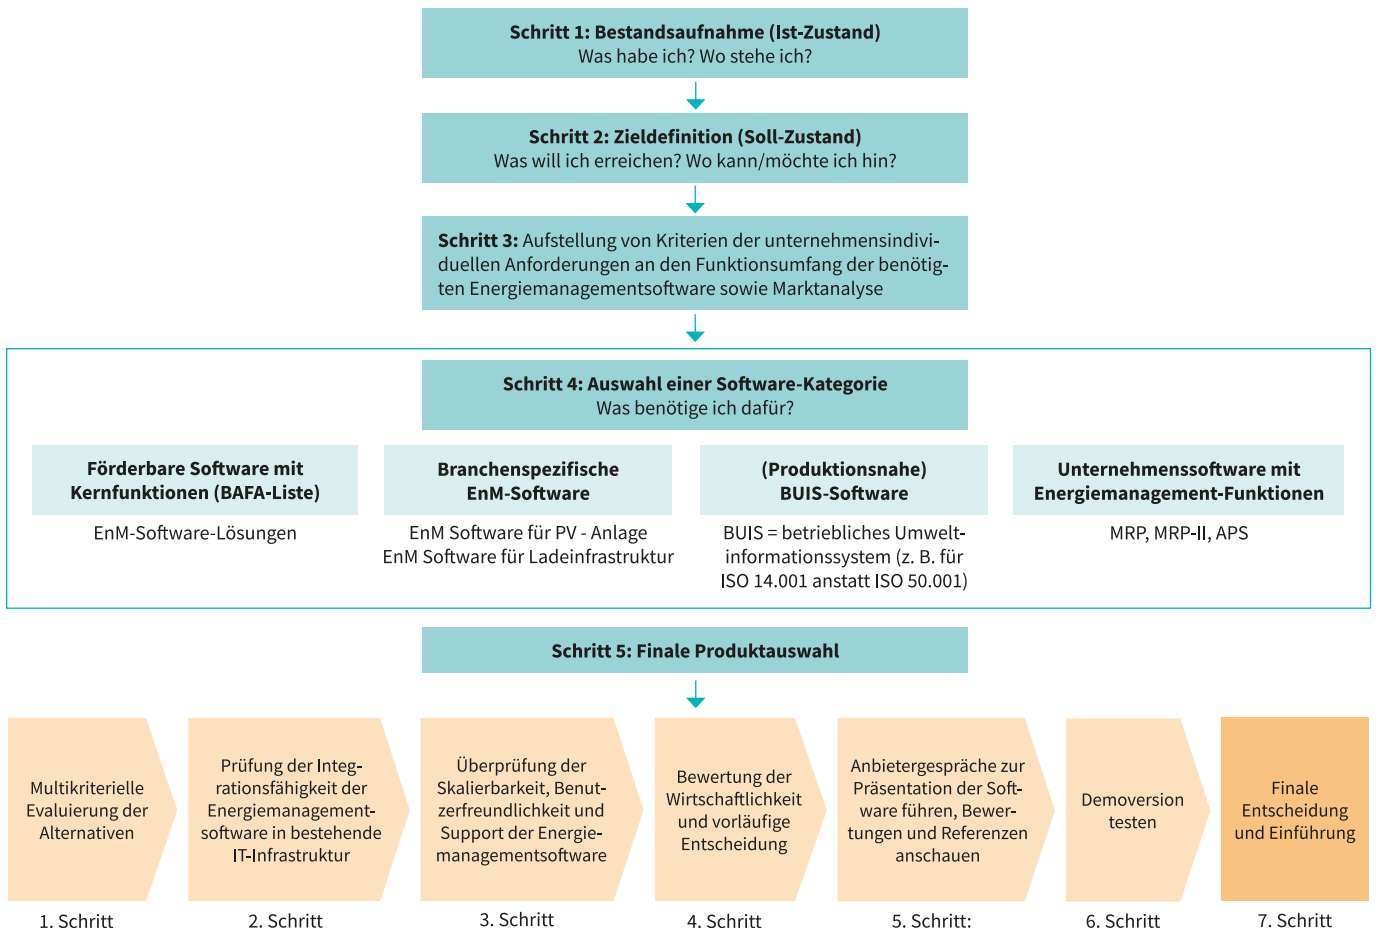 Schritt 1: Bestandsaufnahme (Ist-Zustand)
Was habe ich? Wo stehe ich?
Schritt 2: Zieldefinition (Soll-Zustand)
Was will ich erreichen? Wo kann/möchte ich hin?
Schritt 3: Aufstellung von Kriterien der unternehmensindivi-
duellen Anforderungen an den Funktionsumfang der benötig-
ten Energiemanagementsoftware sowie Marktanalyse
Schritt 4: Auswahl einer Software-Kategorie
Was benötige ich dafür?
Förderbare Software mit
Kernfunktionen (BAFA-Liste)
EnM-Software-Lösungen
Branchenspezifische
EnM-Software
EnM Software für PV - Anlage
EnM Software für Ladeinfrastruktur
(Produktionsnahe)
BUIS-Software
BUIS = betriebliches Umwelt-
informationssystem (z. B. für
ISO 14.001 anstatt ISO 50.001)
Unternehmenssoftware mit
Energiemanagement-Funktionen
MRP, MRP-II, APS
Schritt 5: Finale Produktauswahl
Multikriterielle
Evaluierung der
Alternativen
1. Schritt
Prüfung der Integ-
rationsfähigkeit der
Energiemanagement-
software in bestehende
IT-Infrastruktur
2. Schritt
Überprüfung der
Skalierbarkeit, Benut-
zerfreundlichkeit und
Support der Energie-
managementsoftware
3. Schritt
Bewertung der
Wirtschaftlichkeit
und vorläufige
Entscheidung
4. Schritt
Anbietergespräche zur
Präsentation der Soft-
ware führen, Bewer-
tungen und Referenzen
anschauen
5. Schritt:
Demoversion
testen
6. Schritt
Finale
Entscheidung
und Einführung
7. Schritt